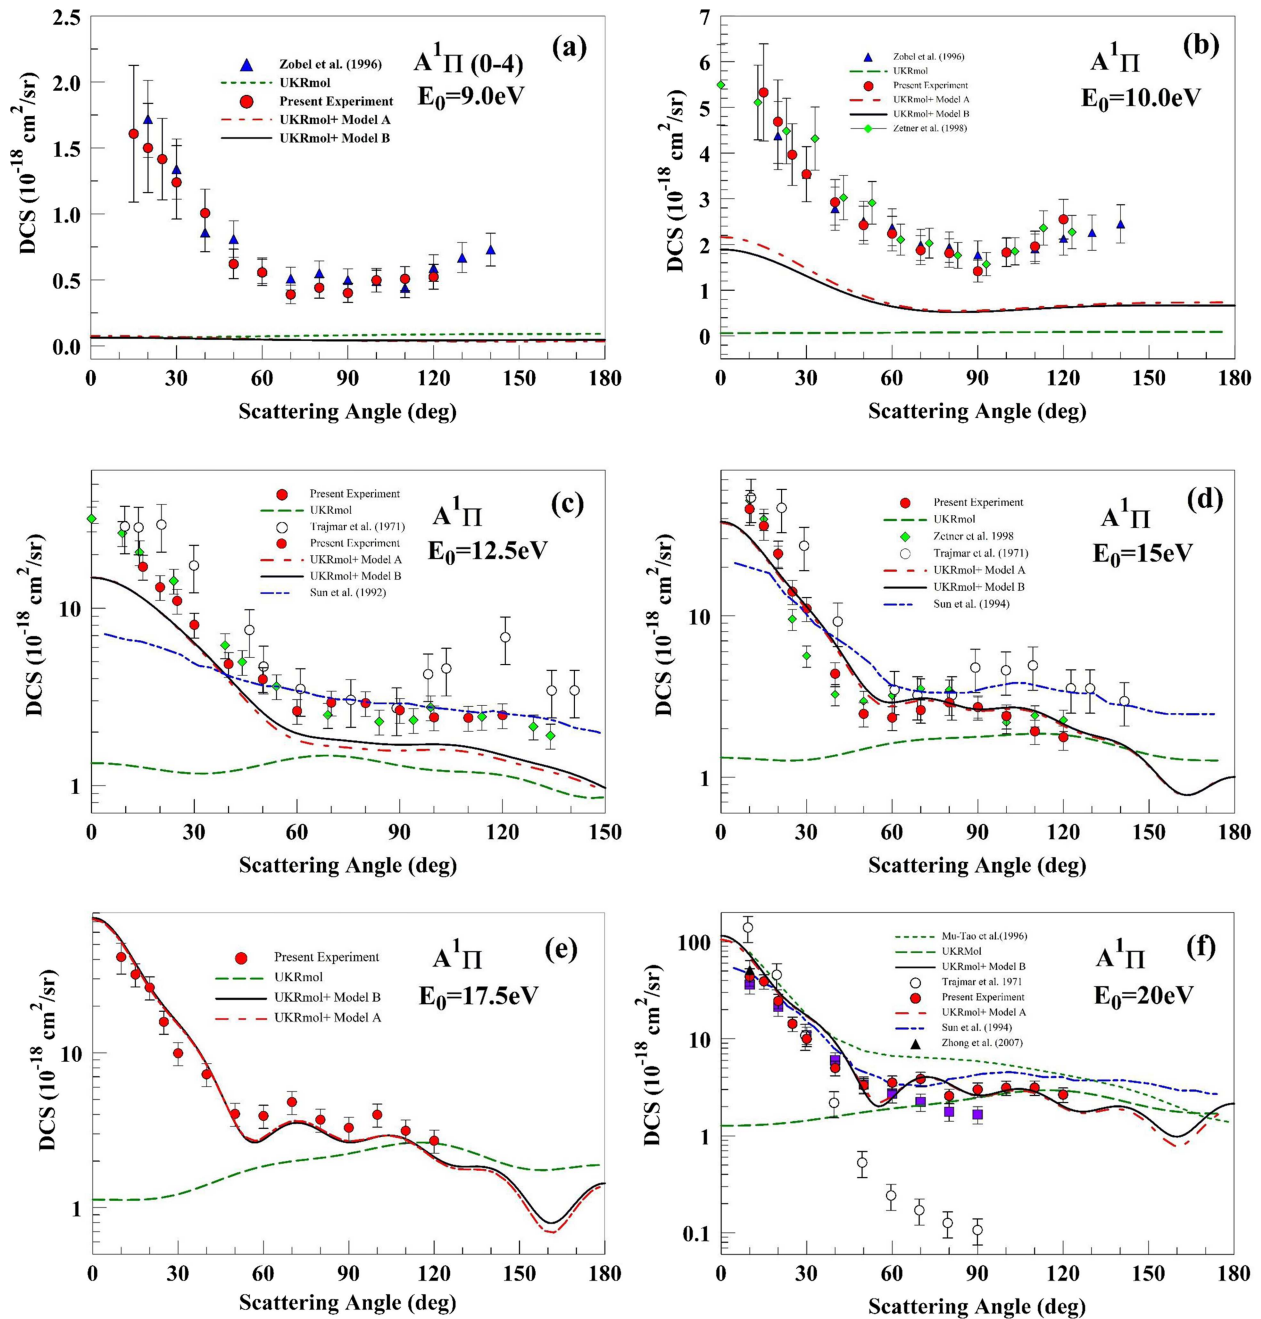 2.5
2.0
1.5
1.0
0.5
0.0
DCS (10-18 cm2/sr)
(a)
Zobel et al. (1996)
UKRmol
Present Experiment
UKRmol+ Model A
UKRmol+ Model B
A1Π (0-4)
E0=9.0eV
0 30 60 90 120 150 180
Scattering Angle (deg)
7
6
5
4
3
2
1
0
DCS (10-18 cm2/sr)
(b)
Zobel et al. (1996)
UKRmol
Present Experiment
UKRmol+ Model A
UKRmol+ Model B
Zetner et al. (1998)
A1Π
E0=10.0eV
0 30 60 90 120 150 180
Scattering Angle (deg)
10
1
DCS (10-18 cm2/sr)
(c)
Present Experiment
UKRmol
Trajmar et al. (1971)
Present Experiment
UKRmol+ Model A
UKRmol+ Model B
Sun et al. (1992)
A1Π
E0=12.5eV
0 30 60 90 120 150
Scattering Angle (deg)
10
1
DCS (10-18 cm2/sr)
(d)
Present Experiment
UKRmol
Zetner et al. 1998
Trajmar et al. (1971)
UKRmol+ Model A
UKRmol+ Model B
Sun et al. (1994)
A1Π
E0=15eV
0 30 60 90 120 150 180
Scattering Angle (deg)
10
1
DCS (10-18 cm2/sr)
(e)
Present Experiment
UKRmol
UKRmol+ Model B
UKRmol+ Model A
A1Π
E0=17.5eV
0 30 60 90 120 150 180
Scattering Angle (deg)
100
10
1
0.1
DCS (10-18 cm2/sr)
(f)
Mu-Tao et al.(1996)
UKRMol
UKRmol+ Model B
Trajmar et al. 1971
Present Experiment
UKRmol+ Model A
Sun et al. (1994)
Zhong et al. (2007)
A1Π
E0=20eV
0 30 60 90 120 150 180
Scattering Angle (deg)